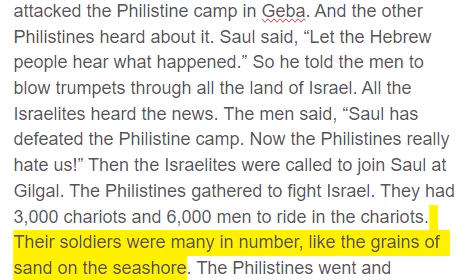 attacked the Philistine camp in Geba. And the other
Philistines heard about it. Saul said, “Let the Hebrew
people hear what happened.” So he told the men to
blow trumpets through all the land of Israel. All the
Israelites heard the news. The men said, “Saul has
defeated the Philistine camp. Now the Philistines really
hate us!” Then the Israelites were called to join Saul at
Gilgal. The Philistines gathered to fight Israel. They had
3,000 chariots and 6,000 men to ride in the chariots.
Their soldiers were many in number, like the grains of
sand on the seashore. The Philistines went and